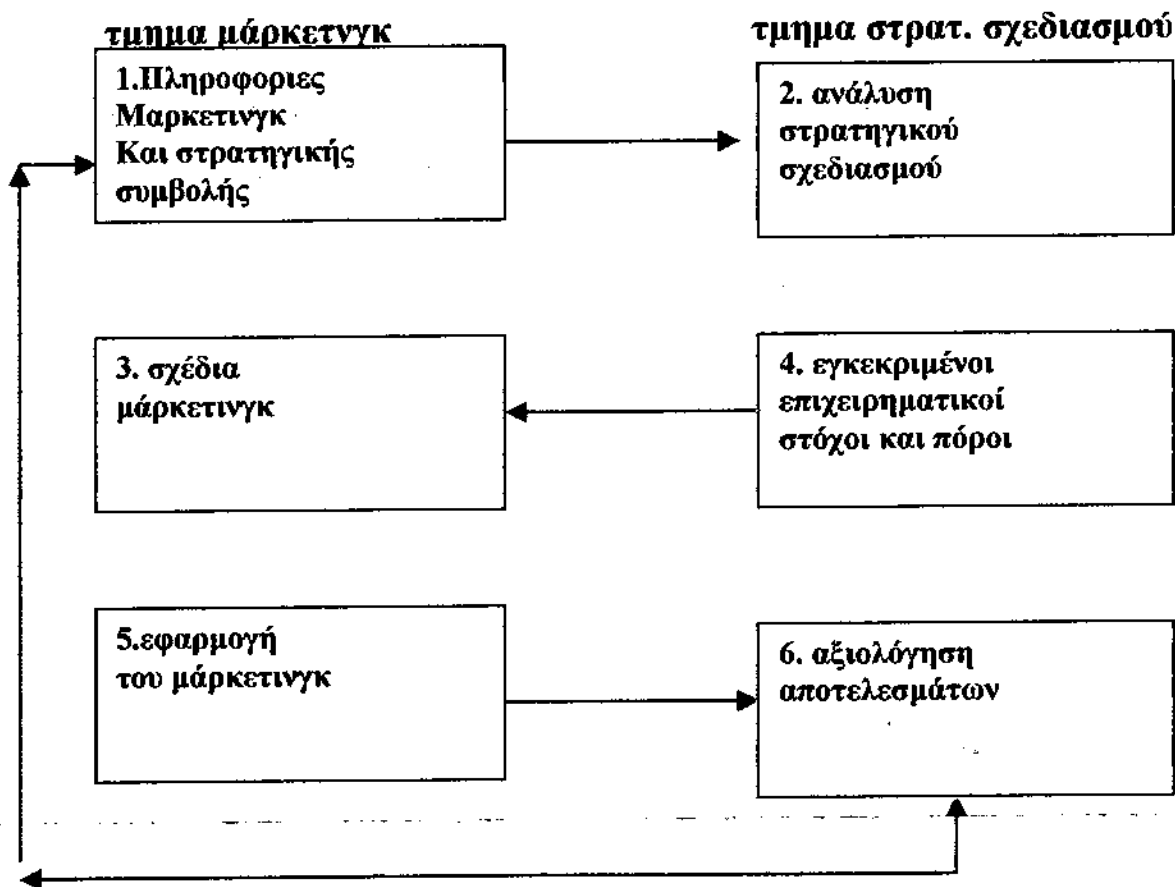 τμημα μάρκετνγκ
τμημα στρατ. σχεδιασμού
1.Πληροφοριες
Μαρκετινγκ
Και στρατηγικής
συμβολής
2. ανάλυση
στρατηγικού
σχεδιασμού
3. σχέδια
μάρκετινγκ
4. εγκεκριμένοι
επιχειρηματικοί
στόχοι και πόροι
5.εφαρμογή
του μάρκετινγκ
6. αξιολόγηση
αποτελεσμάτων